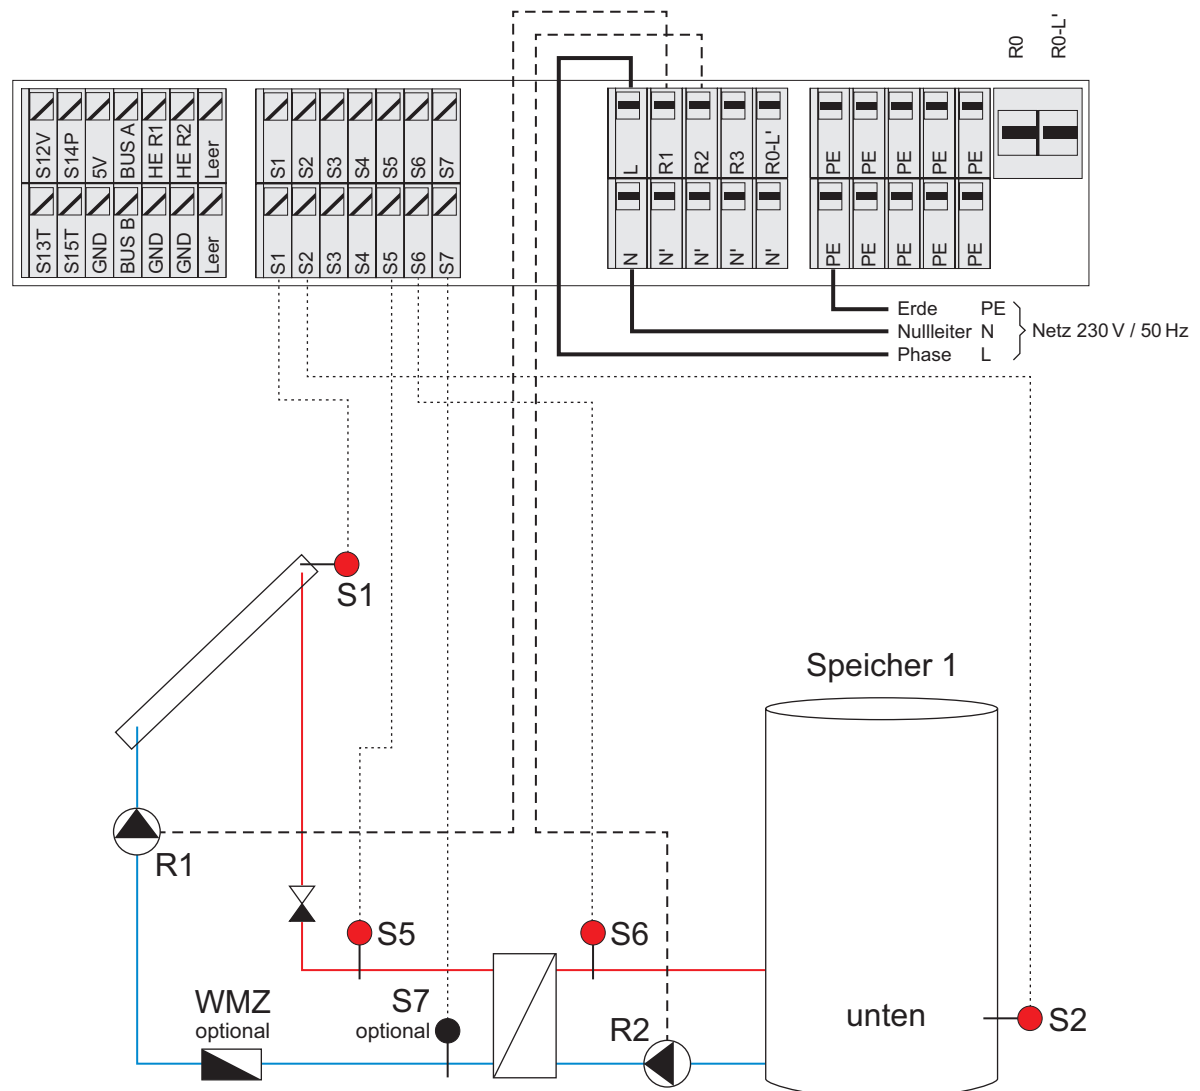 R0
R0-L'
S12V
S14P
5V
BUS A
HE R1
HE R2
Leer
S1
S2
S3
S4
S5
S6
S7
L
R1
R2
R3
R0-L'
PE
PE
PE
PE
PE
S13T
S15T
GND
BUS B
GND
GND
Leer
S1
S2
S3
S4
S5
S6
S7
N
N'
N'
N'
N'
PE
PE
PE
PE
PE
Erde PE
Nullleiter N
Phase L
Netz 230 V / 50 Hz
S1
Speicher 1
R1
S5
S6
WMZ
optional
S7
optional
R2
unten
S2